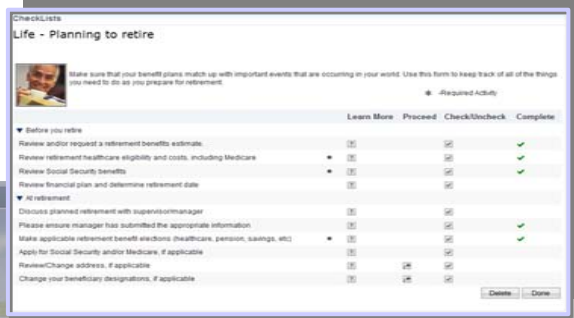 CheckLists
Life - Planning to retire
Make sure that your benefit plans match up with important events that are occurring in your world. Use this form to keep track of all of the things
you need to do as you prepare for retirement.
* -Required Activity
Learn More Proceed Check/Uncheck Complete
Before you retire
Review and/or request a retirement benefits estimate.
Review retirement healthcare eligibility and costs, including Medicare *
Review Social Security benefits *
Review financial plan and determine retirement date
At retirement
Discuss planned retirement with supervisor/manager
Please ensure manager has submitted the appropriate information
Make applicable retirement benefit elections (healthcare, pension, savings, etc) *
Apply for Social Security and/or Medicare, if applicable
Review/Change address, if applicable
Change your beneficiary designations, if applicable
Delete Done